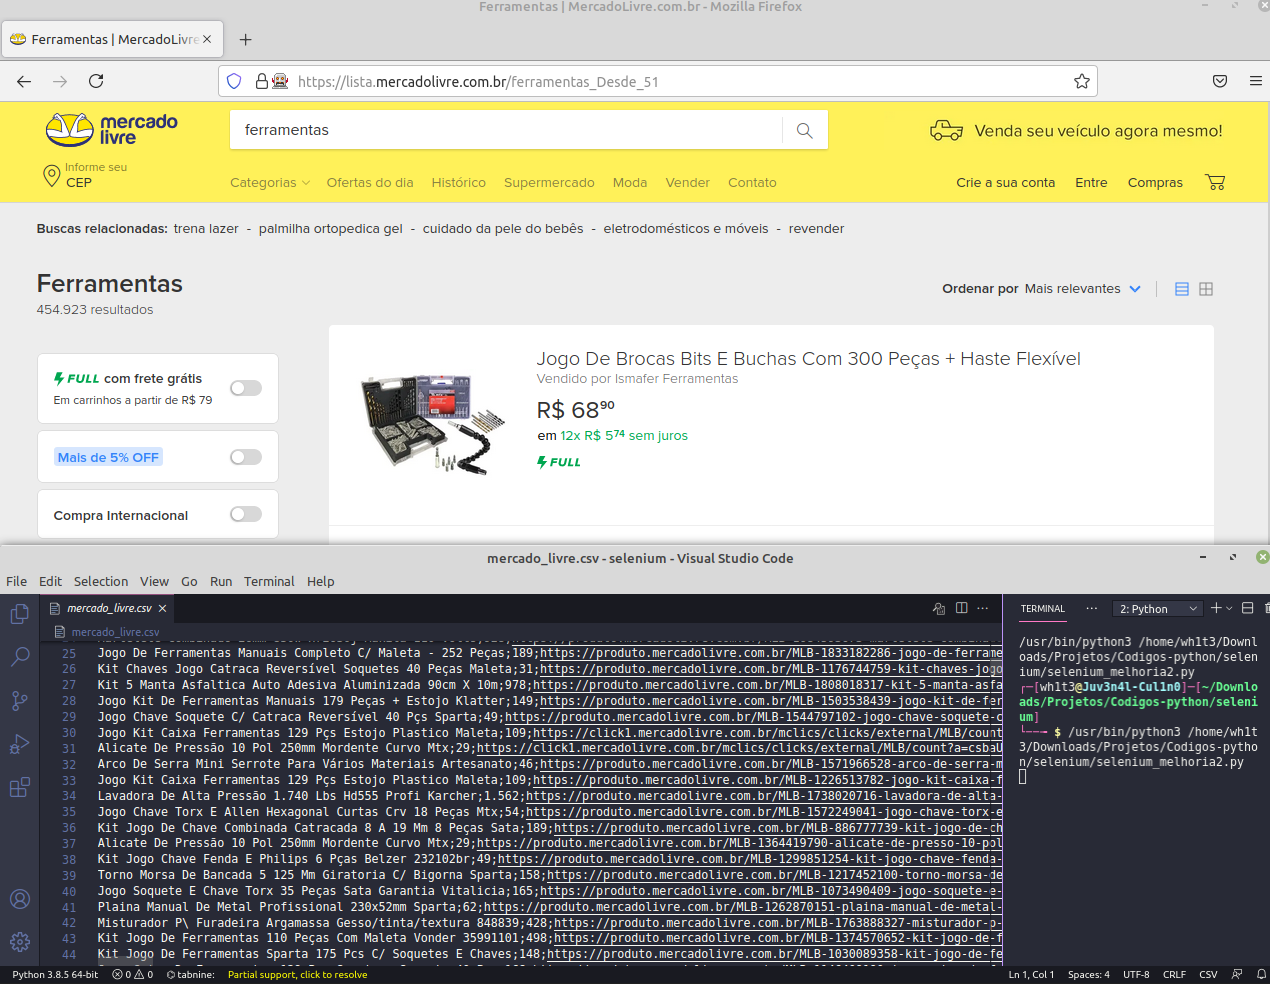 Ferramentas | MercadoLivre.com.br - Mozilla Firefox
Ferramentas | MercadoLivre
https://lista.mercadolivre.com.br/ferramentas_Desde_51
mercado
livre
ferramentas
Venda seu veículo agora mesmo!
Informe seu
CEP
Categorias Ofertas do dia Histórico Supermercado Moda Vender Contato Crie a sua conta Entre Compras
Buscas relacionadas: trena lazer - palmilha ortopedica gel - cuidado da pele do bebês - eletrodomésticos e móveis - revender
Ferramentas
454.923 resultados
Ordenar por Mais relevantes
FULL com frete grátis
Em carrinhos a partir de R$ 79
Mais de 5% OFF
Compra Internacional
Jogo De Brocas Bits E Buchas Com 300 Peças + Haste Flexível
Vendido por Ismafer Ferramentas
R$ 68 90
em 12x R$ 5 74 sem juros
FULL
mercado_livre.csv - selenium - Visual Studio Code
File Edit Selection View Go Run Terminal Help
mercado_livre.csv
mercado_livre.csv
25 Jogo De Ferramentas Manuais Completo C/ Maleta - 252 Peças;189;https://produto.mercadolivre.com.br/MLB-1833182286-jogo-de-ferrame
26 Kit Chaves Jogo Catraca Reversível Soquetes 40 Peças Maleta;31;https://produto.mercadolivre.com.br/MLB-1176744759-kit-chaves-jogo
27 Kit 5 Manta Asfaltica Auto Adesiva Aluminizada 90cm X 10m;978;https://produto.mercadolivre.com.br/MLB-1808018317-kit-5-manta-asfa
28 Jogo Kit De Ferramentas Manuais 179 Peças + Estojo Klatter;149;https://produto.mercadolivre.com.br/MLB-1503538439-jogo-kit-de-fer
29 Jogo Chave Soquete C/ Catraca Reversível 40 Pçs Sparta;49;https://produto.mercadolivre.com.br/MLB-1544797102-jogo-chave-soquete-c
30 Jogo Kit Caixa Ferramentas 129 Pçs Estojo Plastico Maleta;109;https://click1.mercadolivre.com.br/mclics/clicks/external/MLB/count
31 Alicate De Pressão 10 Pol 250mm Mordente Curvo Mtx;29;https://click1.mercadolivre.com.br/mclics/clicks/external/MLB/count?a=csbaU
32 Arco De Serra Mini Serrote Para Vários Materiais Artesanato;46;https://produto.mercadolivre.com.br/MLB-1571966528-arco-de-serra-m
33 Jogo Kit Caixa Ferramentas 129 Pçs Estojo Plastico Maleta;109;https://produto.mercadolivre.com.br/MLB-1226513782-jogo-kit-caixa-f
34 Lavadora De Alta Pressão 1.740 Lbs Hd555 Profi Karcher;1.562;https://produto.mercadolivre.com.br/MLB-1738020716-lavadora-de-alta-
35 Jogo Chave Torx E Allen Hexagonal Curtas Crv 18 Peças Mtx;54;https://produto.mercadolivre.com.br/MLB-1572249041-jogo-chave-torx-e
36 Kit Jogo De Chave Combinada Catracada 8 A 19 Mm 8 Peças Sata;189;https://produto.mercadolivre.com.br/MLB-886777739-kit-jogo-de-ch
37 Alicate De Pressão 10 Pol 250mm Mordente Curvo Mtx;29;https://produto.mercadolivre.com.br/MLB-1364419790-alicate-de-presso-10-pol
38 Kit Jogo Chave Fenda E Philips 6 Pças Belzer 232102br;49;https://produto.mercadolivre.com.br/MLB-1299851254-kit-jogo-chave-fenda-
39 Torno Morsa De Bancada 5 125 Mm Giratoria C/ Bigorna Sparta;158;https://produto.mercadolivre.com.br/MLB-1217452100-torno-morsa-de
40 Jogo Soquete E Chave Torx 35 Peças Sata Garantia Vitalicia;165;https://produto.mercadolivre.com.br/MLB-1073490409-jogo-soquete-e-
41 Plaina Manual De Metal Profissional 230x52mm Sparta;62;https://produto.mercadolivre.com.br/MLB-1262870151-plaina-manual-de-metal-
42 Misturador P\ Furadeira Argamassa Gesso/tinta/textura 848839;428;https://produto.mercadolivre.com.br/MLB-1763888327-misturador-p-
43 Kit Jogo De Ferramentas 110 Peças Com Maleta Vonder 35991101;498;https://produto.mercadolivre.com.br/MLB-1374570652-kit-jogo-de-f
44 Kit Jogo De Ferramentas Sparta 175 Pcs C/ Soquetes E Chaves;148;https://produto.mercadolivre.com.br/MLB-1030089358-kit-jogo-de-fe
TERMINAL 2: Python
/usr/bin/python3 /home/wh1t3/Downl
oads/Projetos/Codigos-python/selen
ium/selenium_melhoria2.py
[wh1t3@Juv3n4l-Cul1n0]-[~/Downlo
ads/Projetos/Codigos-python/seleni
um]
$ /usr/bin/python3 /home/wh1t
3/Downloads/Projetos/Codigos-pytho
n/selenium/selenium_melhoria2.py
Python 3.8.5 64-bit 0 0 tabnine: Partial support, click to resolve Ln 1, Col 1 Spaces: 4 UTF-8 CRLF CSV